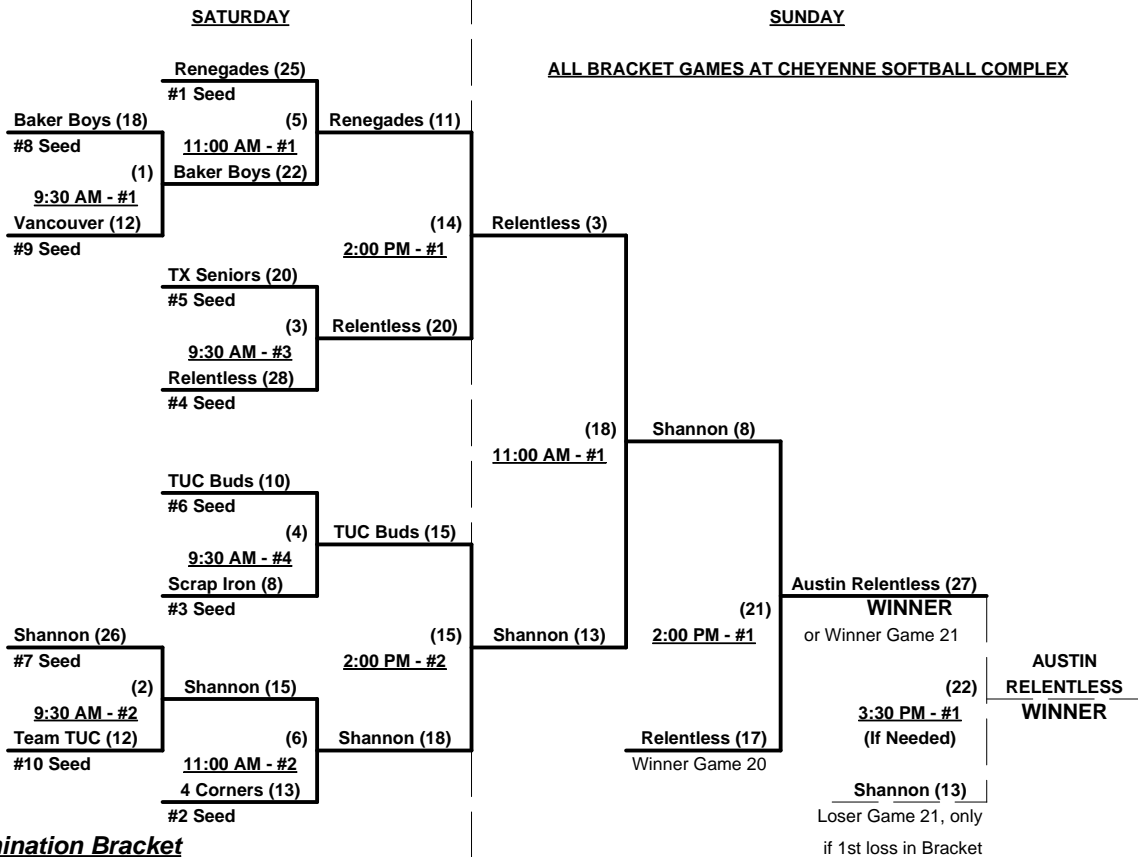 SATURDAY
SUNDAY
ALL BRACKET GAMES AT CHEYENNE SOFTBALL COMPLEX
Renegades (25)
#1 Seed
Baker Boys (18)
#8 Seed
(5)
11:00 AM - #1
Renegades (11)
(1)
9:30 AM - #1
Baker Boys (22)
Vancouver (12)
#9 Seed
(14)
2:00 PM - #1
Relentless (3)
TX Seniors (20)
#5 Seed
(3)
9:30 AM - #3
Relentless (20)
Relentless (28)
#4 Seed
(18)
11:00 AM - #1
Shannon (8)
TUC Buds (10)
#6 Seed
(4)
9:30 AM - #4
TUC Buds (15)
Scrap Iron (8)
#3 Seed
Austin Relentless (27)
WINNER
or Winner Game 21
(21)
2:00 PM - #1
Shannon (26)
#7 Seed
(15)
2:00 PM - #2
Shannon (13)
(2)
9:30 AM - #2
Shannon (15)
Team TUC (12)
#10 Seed
(6)
11:00 AM - #2
Shannon (18)
4 Corners (13)
#2 Seed
Relentless (17)
Winner Game 20
(22)
3:30 PM - #1
(If Needed)
AUSTIN
RELENTLESS
WINNER
Shannon (13)
Loser Game 21, only
if 1st loss in Bracket
ination Bracket